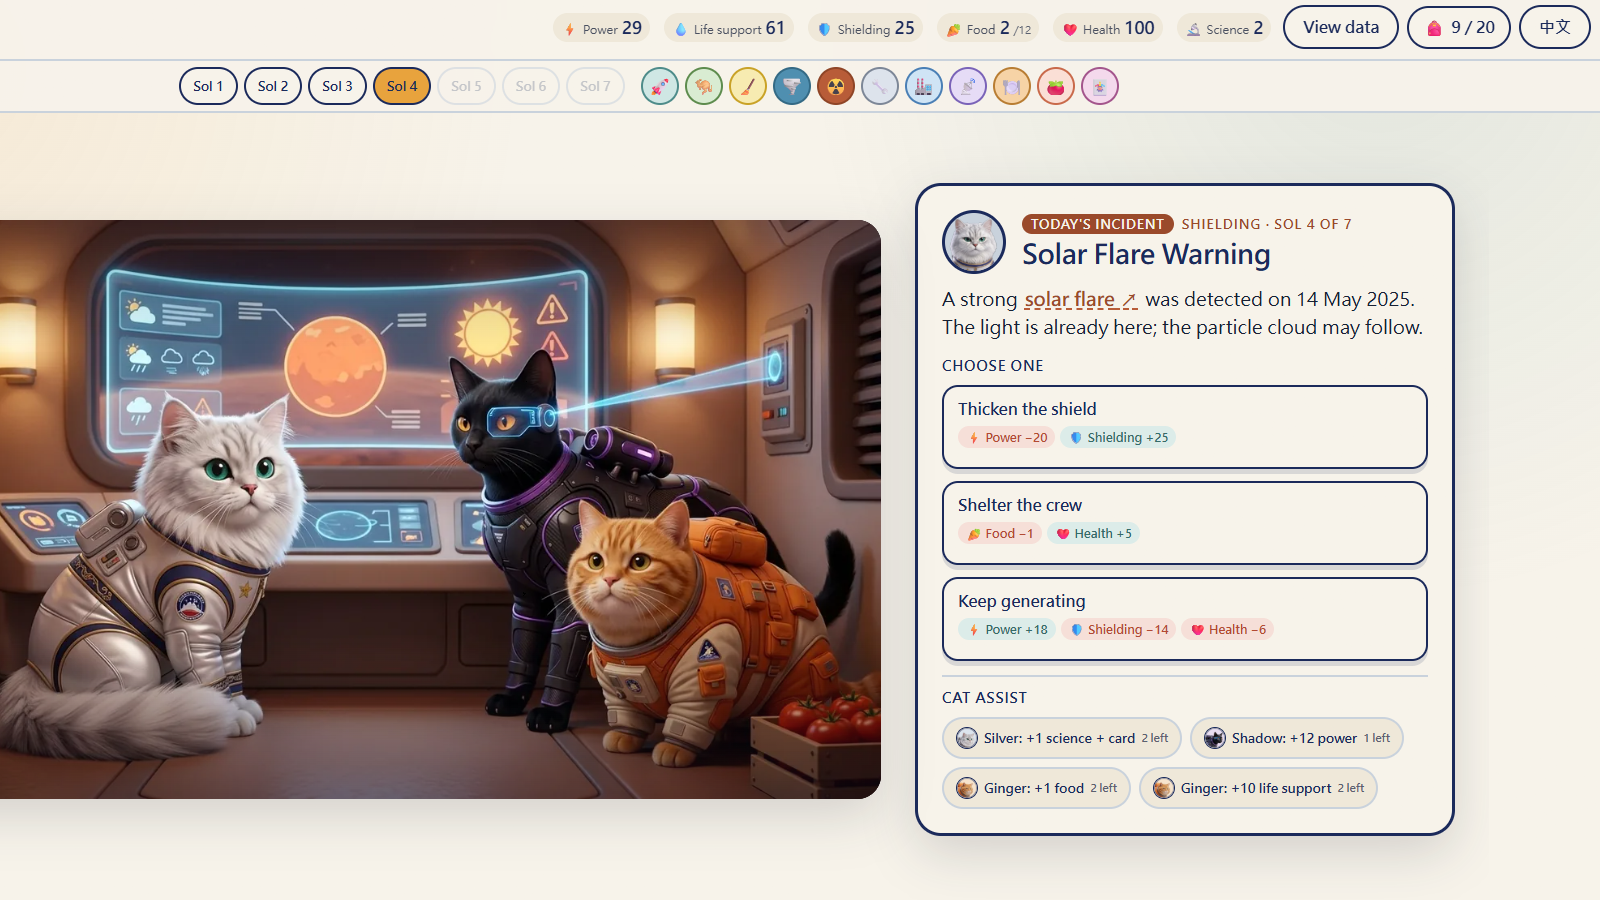 Power 29
Life support 61
Shielding 25
Food 2 /12
Health 100
Science 2
View data
9 / 20
中文
Sol 1
Sol 2
Sol 3
Sol 4
Sol 5
Sol 6
Sol 7
TODAY'S INCIDENT
SHIELDING · SOL 4 OF 7
Solar Flare Warning
A strong solar flare ↗ was detected on 14 May 2025.
The light is already here; the particle cloud may follow.
CHOOSE ONE
Thicken the shield
Power −20
Shielding +25
Shelter the crew
Food −1
Health +5
Keep generating
Power +18
Shielding −14
Health −6
CAT ASSIST
Silver: +1 science + card 2 left
Shadow: +12 power 1 left
Ginger: +1 food 2 left
Ginger: +10 life support 2 left